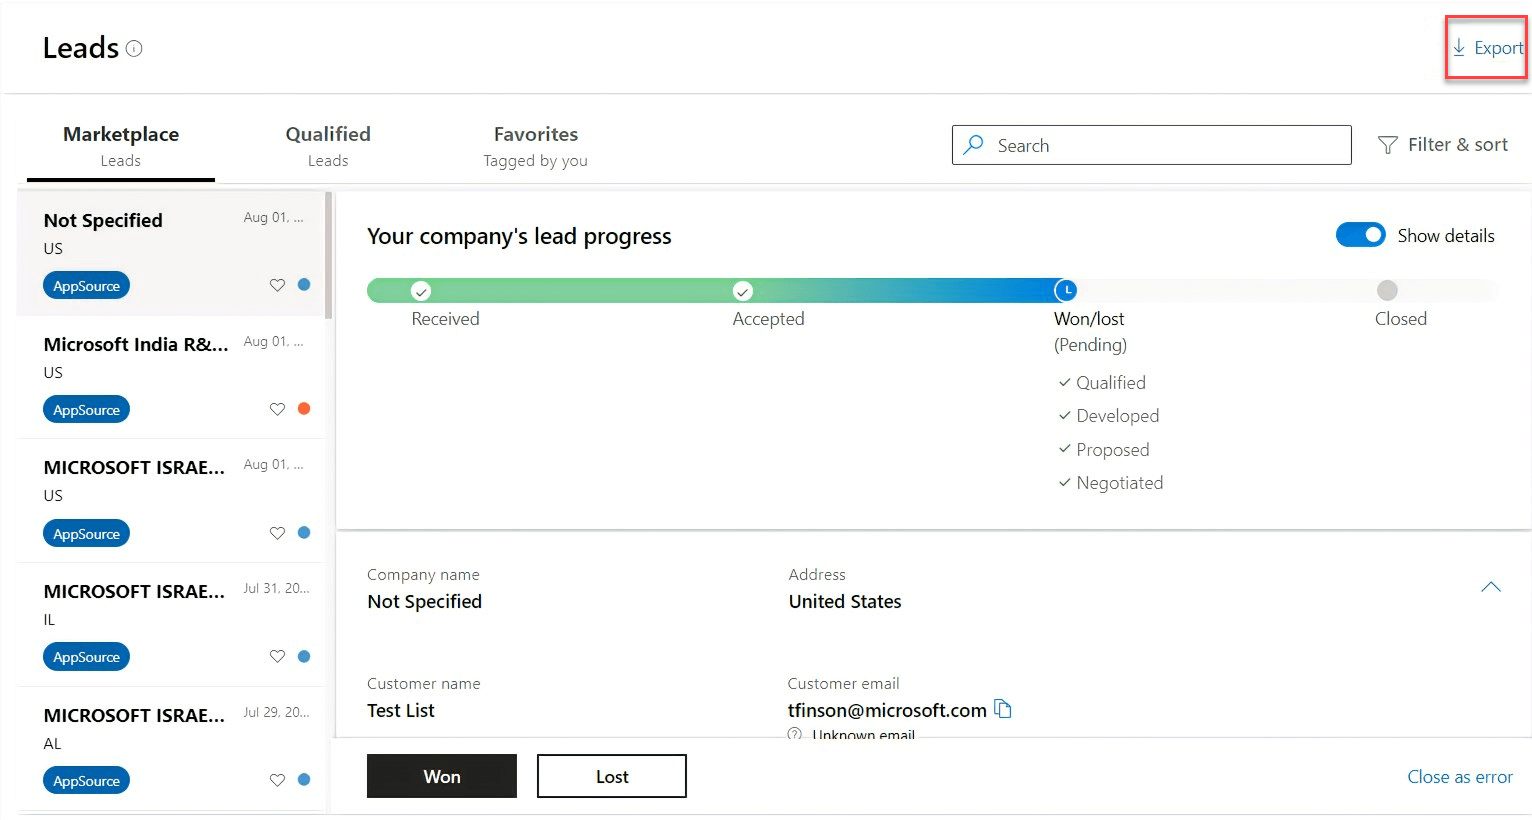 Leads
Export
Marketplace
Leads
Qualified
Leads
Favorites
Tagged by you
Search
Filter & sort
Not Specified
Aug 01, ...
US
AppSource
Microsoft India R&...
Aug 01, ...
US
AppSource
MICROSOFT ISRAE...
Aug 01, ...
US
AppSource
MICROSOFT ISRAE...
Jul 31, 20...
IL
AppSource
MICROSOFT ISRAE...
Jul 29, 20...
AL
AppSource
Your company's lead progress
Show details
Received
Accepted
Won/lost
(Pending)
Qualified
Developed
Proposed
Negotiated
Closed
Company name
Not Specified
Address
United States
Customer name
Test List
Customer email
tfinson@microsoft.com
Unknown email
Won
Lost
Close as error